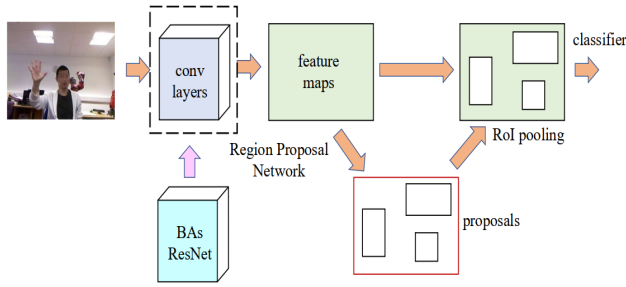 conv
layers
feature
maps
classifier
RoI pooling
Region Proposal
Network
BAs
ResNet
proposals